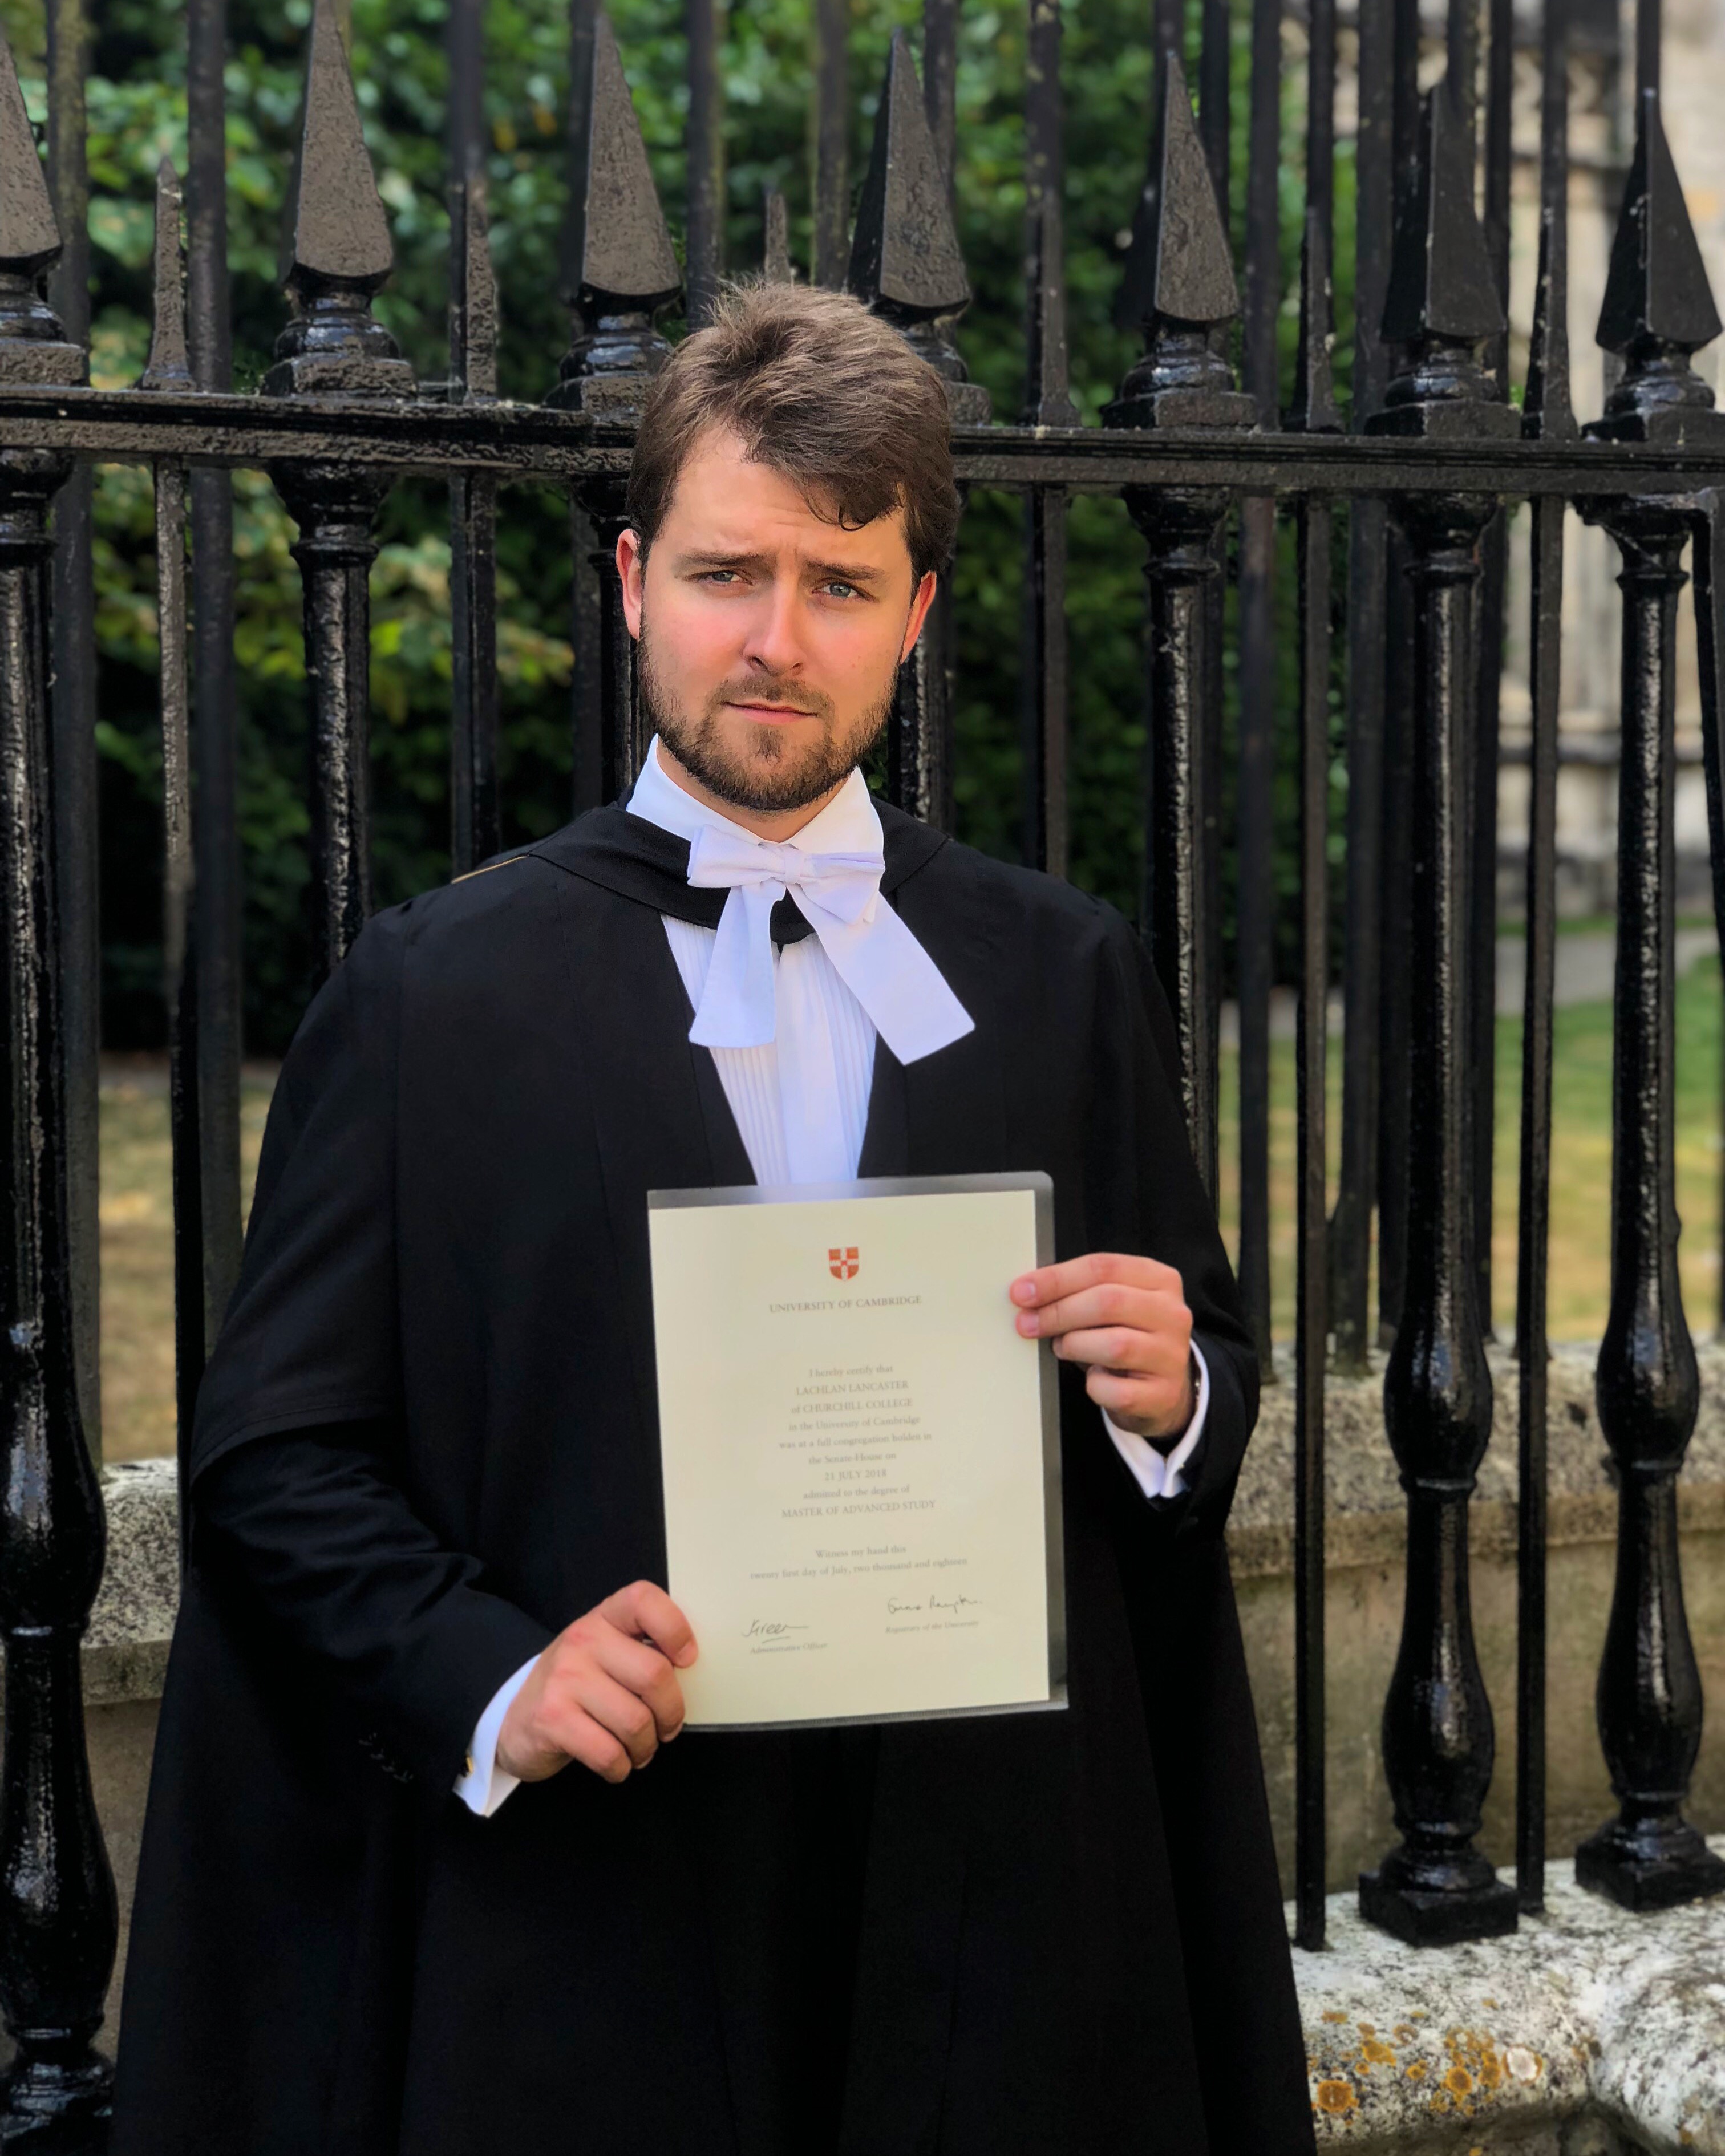 UNIVERSITY OF CAMBRIDGE
I hereby certify that
LACHLAN LANCASTER
of CHURCHILL COLLEGE
in the University of Cambridge
was at a full congregation holden in
the Senate-House on
21 JULY 2018
admitted to the degree of
MASTER OF ADVANCED STUDY
Witness my hand this
twenty first day of July, two thousand and eighteen
Administrative Officer
Registrary of the University